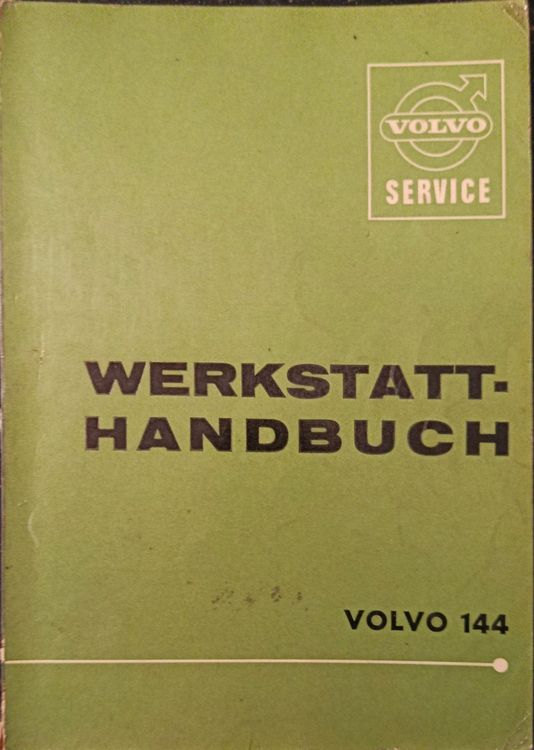 VOLVO
SERVICE
WERKSTATT-
HANDBUCH
VOLVO 144